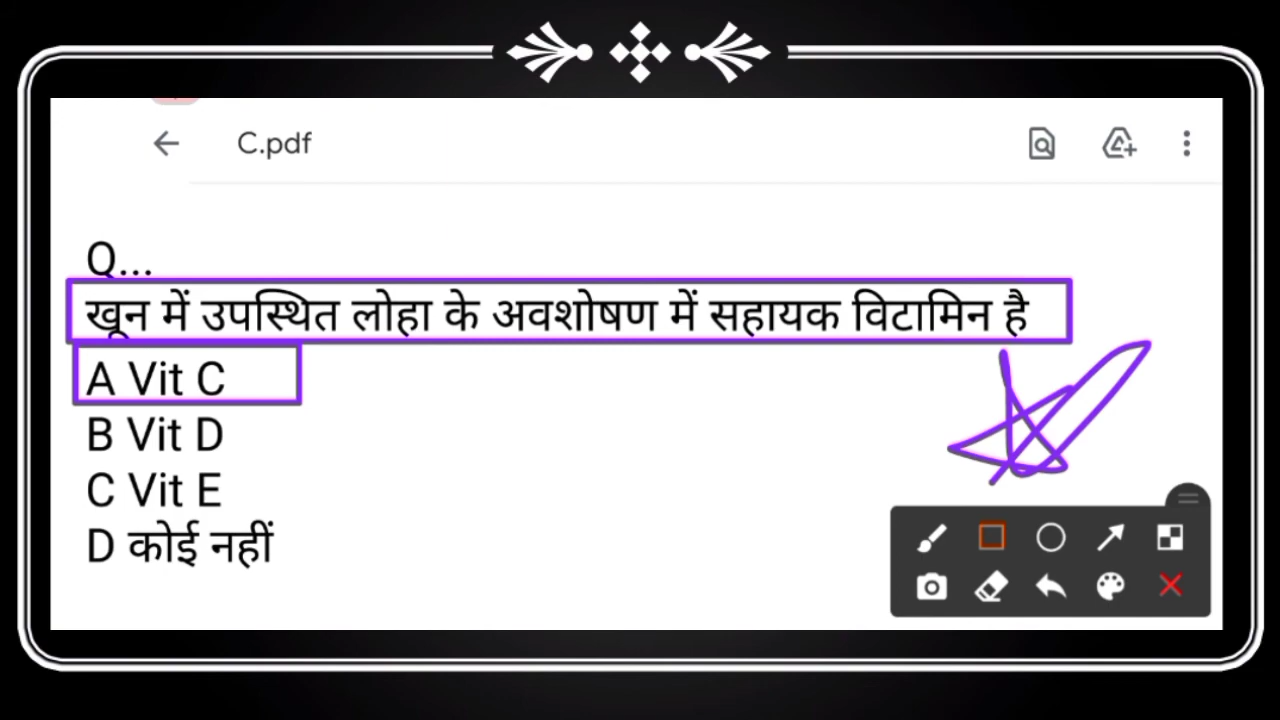 C.pdf
Q...
खून में उपस्थित लोहा के अवशोषण में सहायक विटामिन है
A Vit C
B Vit D
C Vit E
D कोई नहीं